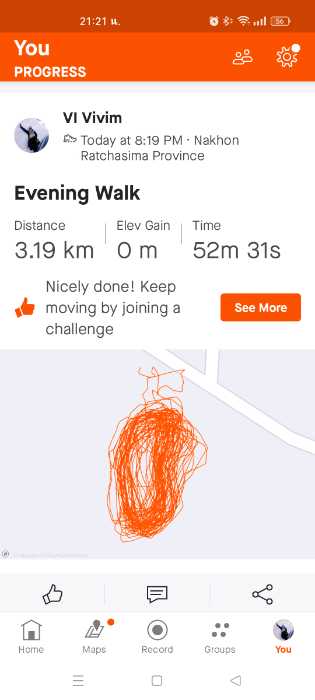 21:21 น.
56
You
PROGRESS
VI Vivim
Today at 8:19 PM · Nakhon
Ratchasima Province
Evening Walk
Distance
Elev Gain
Time
3.19 km
0 m
52m 31s
Nicely done! Keep
moving by joining a
challenge
See More
Home
Maps
Record
Groups
You